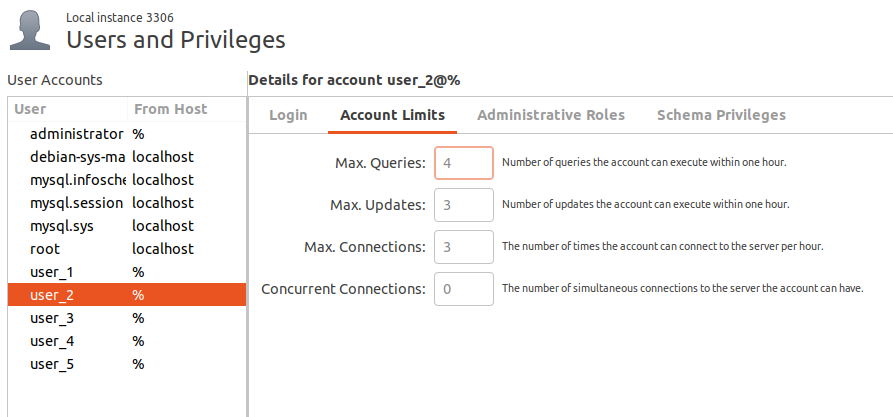 Local instance 3306
Users and Privileges
User Accounts
Details for account user_2@%
User From Host
administrator %
debian-sys-ma localhost
mysql.infosche localhost
mysql.session localhost
mysql.sys localhost
root localhost
user_1 %
user_2 %
user_3 %
user_4 %
user_5 %
Login Account Limits Administrative Roles Schema Privileges
Max. Queries: 4 Number of queries the account can execute within one hour.
Max. Updates: 3 Number of updates the account can execute within one hour.
Max. Connections: 3 The number of times the account can connect to the server per hour.
Concurrent Connections: 0 The number of simultaneous connections to the server the account can have.